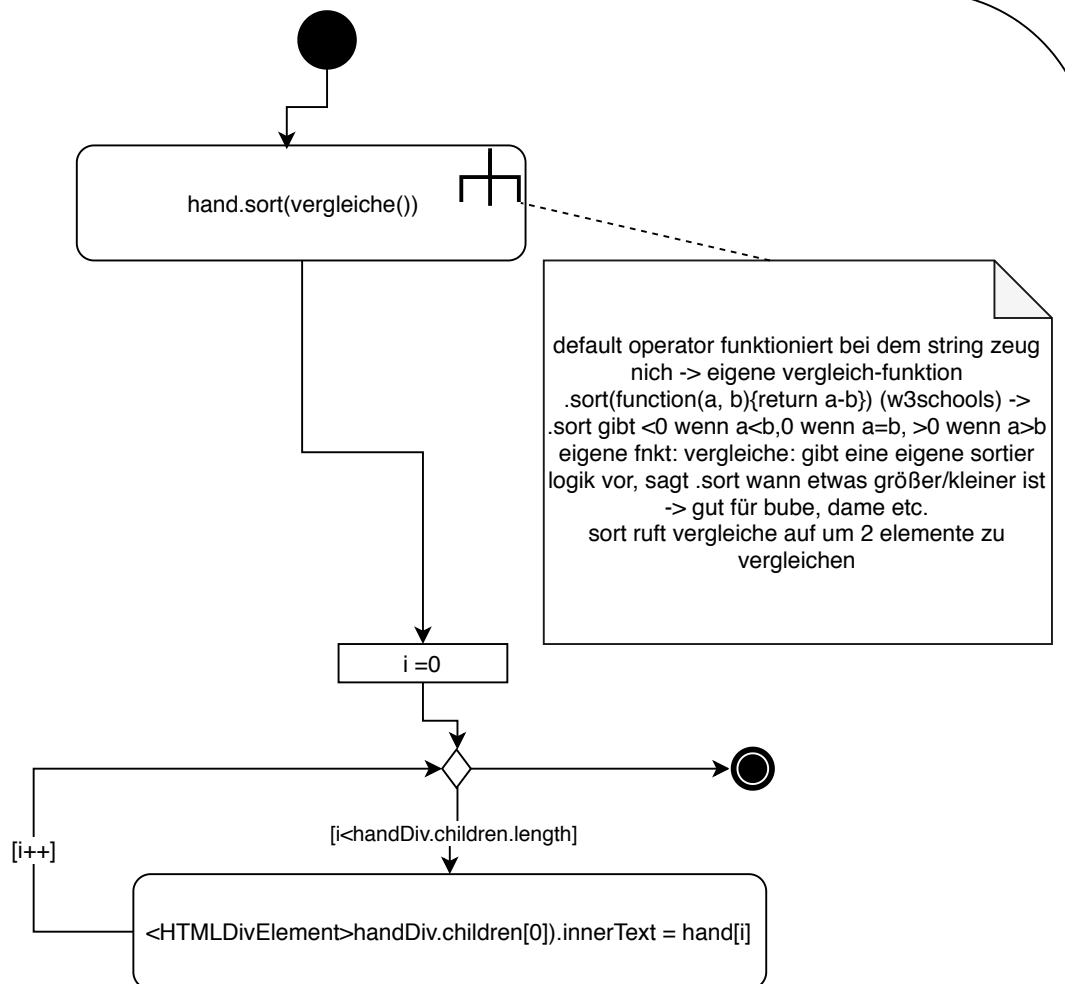 hand.sort(vergleiche())
default operator funktioniert bei dem string zeug
nich -> eigene vergleich-funktion
.sort(function(a, b){return a-b}) (w3schools) ->
.sort gibt <0 wenn a<b,0 wenn a=b, >0 wenn a>b
eigene fnkt: vergleiche: gibt eine eigene sortier
logik vor, sagt .sort wann etwas größer/kleiner ist
-> gut für bube, dame etc.
sort ruft vergleiche auf um 2 elemente zu
vergleichen
i =0
[i<handDiv.children.length]
[i++]
<HTMLDivElement>handDiv.children[0]).innerText = hand[i]